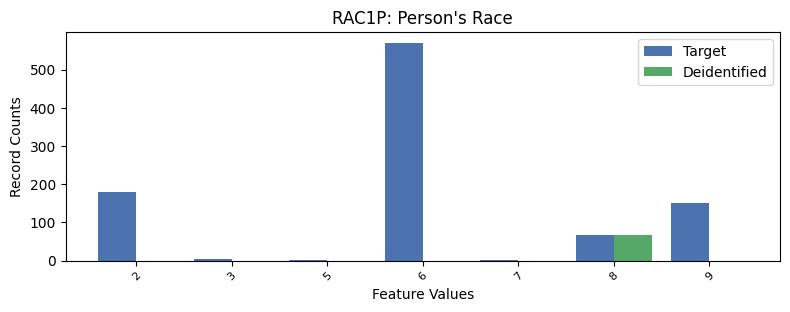 RAC1P: Person's Race
Target
Deidentified
500
400
300
200
100
0
Record Counts
2 3 5 6 7 8 9
Feature Values